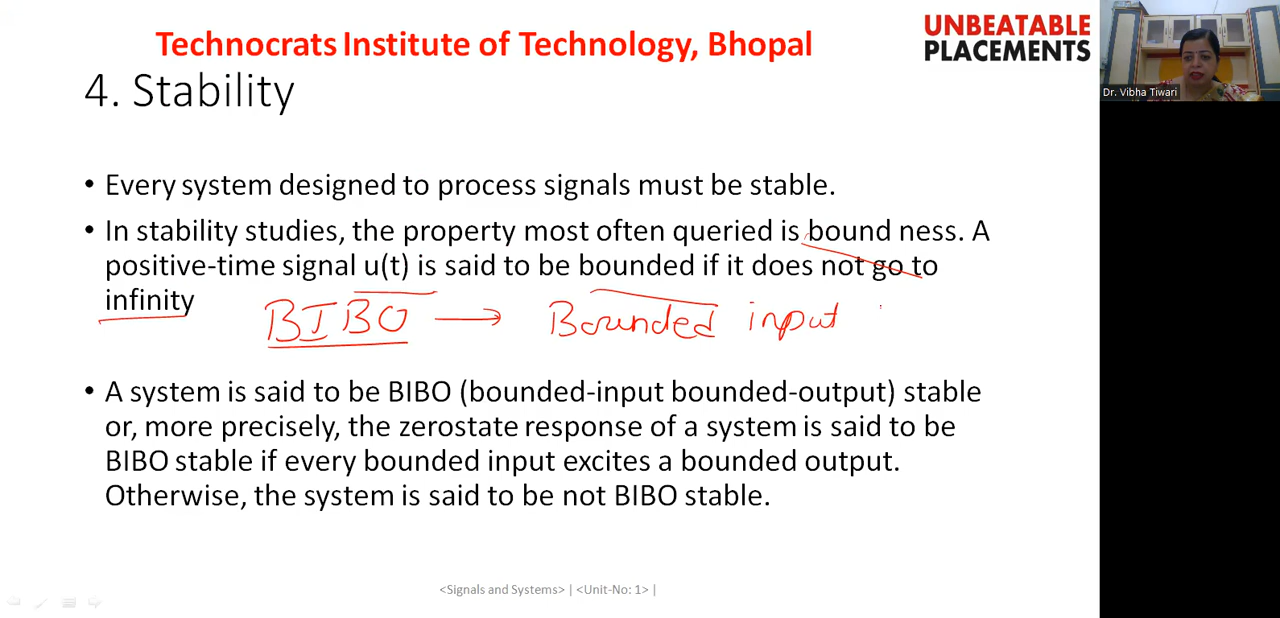 Technocrats Institute of Technology, Bhopal
UNBEATABLE
PLACEMENTS
4. Stability
Dr. Vibha Tiwari
• Every system designed to process signals must be stable.
• In stability studies, the property most often queried is bound ness. A
positive-time signal u(t) is said to be bounded if it does not go to
infinity
BIBO → Bounded input
• A system is said to be BIBO (bounded-input bounded-output) stable
or, more precisely, the zerostate response of a system is said to be
BIBO stable if every bounded input excites a bounded output.
Otherwise, the system is said to be not BIBO stable.
<Signals and Systems> | <Unit-No: 1> |